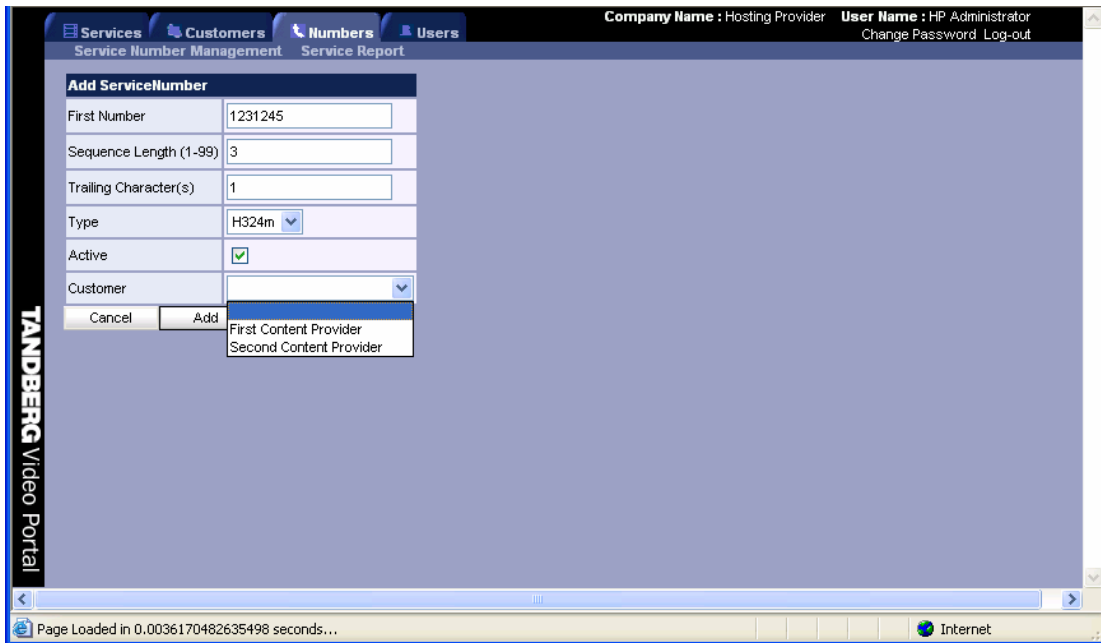 Company Name : Hosting Provider User Name : HP Administrator
Change Password Log-out
Services Customers Numbers Users
Service Number Management Service Report
Add ServiceNumber
First Number 1231245
Sequence Length (1-99) 3
Trailing Character(s) 1
Type H324m
Active
Customer
Cancel Add
First Content Provider
Second Content Provider
TANDBERG Video Portal
Page Loaded in 0.0036170482635498 seconds...
Internet